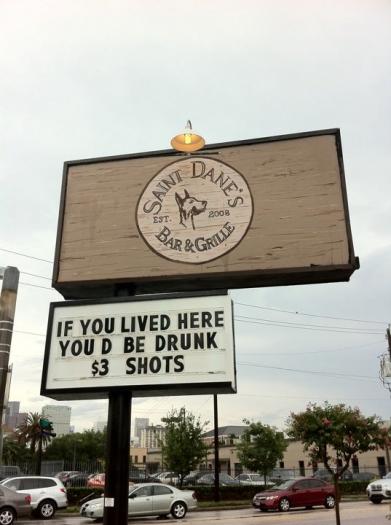 SAINT DANE'S
EST. 2008
BAR & GRILLE
IF YOU LIVED HERE
YOU D BE DRUNK
$3 SHOTS